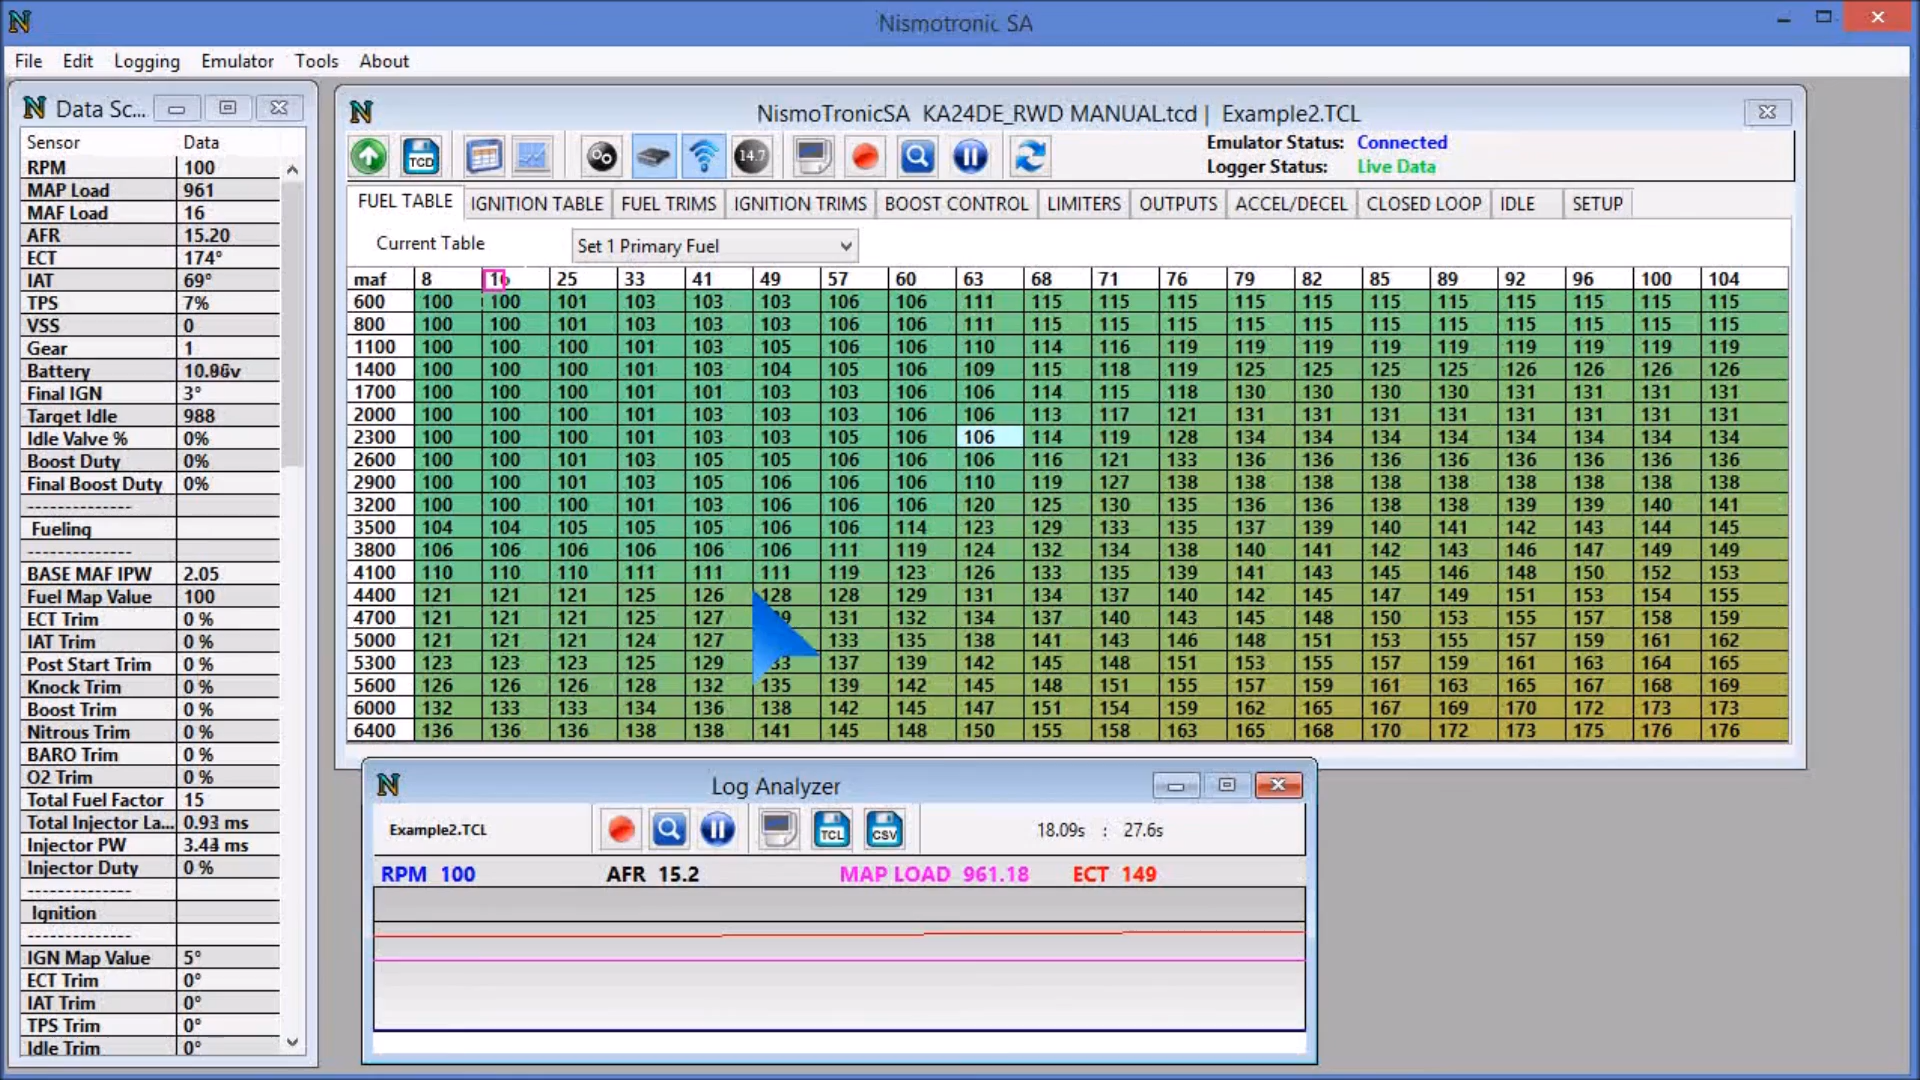 Nismotronic SA
File Edit Logging Emulator Tools About
Data Sc...
Sensor Data
RPM 100
MAP Load 961
MAF Load 16
AFR 15.20
ECT 174°
IAT 69°
TPS 7%
VSS 0
Gear 1
Battery
Final IGN 3°
Target Idle 988
Idle Valve % 0%
Boost Duty 0%
Final Boost Duty 0%
--------------
Fueling
--------------
BASE MAF IPW 2.05
Fuel Map Value 100
ECT Trim 0 %
IAT Trim 0 %
Post Start Trim 0 %
Knock Trim 0 %
Boost Trim 0 %
Nitrous Trim 0 %
BARO Trim 0 %
O2 Trim 0 %
Total Fuel Factor 15
Total Injector La... 0.93 ms
Injector PW ms
Injector Duty 0 %
--------------
Ignition
--------------
IGN Map Value 5°
ECT Trim 0°
IAT Trim 0°
TPS Trim 0°
Idle Trim 0°
NismoTronicSA KA24DE_RWD MANUAL.tcd | Example2.TCL
TCD 14.7
Emulator Status: Connected
Logger Status: Live Data
FUEL TABLE IGNITION TABLE FUEL TRIMS IGNITION TRIMS BOOST CONTROL LIMITERS OUTPUTS ACCEL/DECEL CLOSED LOOP IDLE SETUP
Current Table Set 1 Primary Fuel
maf 8 16 25 33 41 49 57 60 63 68 71 76 79 82 85 89 92 96 100 104
600 100 100 101 103 103 103 106 106 111 115 115 115 115 115 115 115 115 115 115 115
800 100 100 101 103 103 103 106 106 111 115 115 115 115 115 115 115 115 115 115 115
1100 100 100 100 101 103 105 106 106 110 114 116 119 119 119 119 119 119 119 119 119
1400 100 100 100 101 103 104 105 106 109 115 118 119 125 125 125 125 126 126 126 126
1700 100 100 100 101 101 103 103 106 106 114 115 118 130 130 130 130 131 131 131 131
2000 100 100 100 101 103 103 103 106 106 113 117 121 131 131 131 131 131 131 131 131
2300 100 100 100 101 103 103 105 106 106 114 119 128 134 134 134 134 134 134 134 134
2600 100 100 101 103 105 105 106 106 106 116 121 133 136 136 136 136 136 136 136 136
2900 100 100 101 103 105 106 106 106 110 119 127 138 138 138 138 138 138 138 138 138
3200 100 100 100 101 103 106 106 106 120 125 130 135 136 136 138 138 139 139 140 141
3500 104 104 105 105 105 106 106 114 123 129 133 135 137 139 140 141 142 143 144 145
3800 106 106 106 106 106 106 111 119 124 132 134 138 140 141 142 143 146 147 149 149
4100 110 110 110 111 111 111 119 123 126 133 135 139 141 143 145 146 148 150 152 153
4400 121 121 121 125 126 128 128 129 131 134 137 140 142 145 147 149 151 153 154 155
4700 121 121 121 125 127 131 132 134 137 140 143 145 148 150 153 155 157 158 159
5000 121 121 121 124 127 133 135 138 141 143 146 148 151 153 155 157 159 161 162
5300 123 123 123 125 129 137 139 142 145 148 151 153 155 157 159 161 163 164 165
5600 126 126 126 128 132 135 139 142 145 148 151 155 157 159 161 163 165 167 168 169
6000 132 133 133 134 136 138 142 145 147 151 154 159 162 165 167 169 170 172 173 173
6400 136 136 136 138 138 141 145 148 150 155 158 163 165 168 170 172 173 175 176 176
Log Analyzer
Example2.TCL TCL CSV 18.09s : 27.6s
RPM 100 AFR 15.2 MAP LOAD 961.18 ECT 149